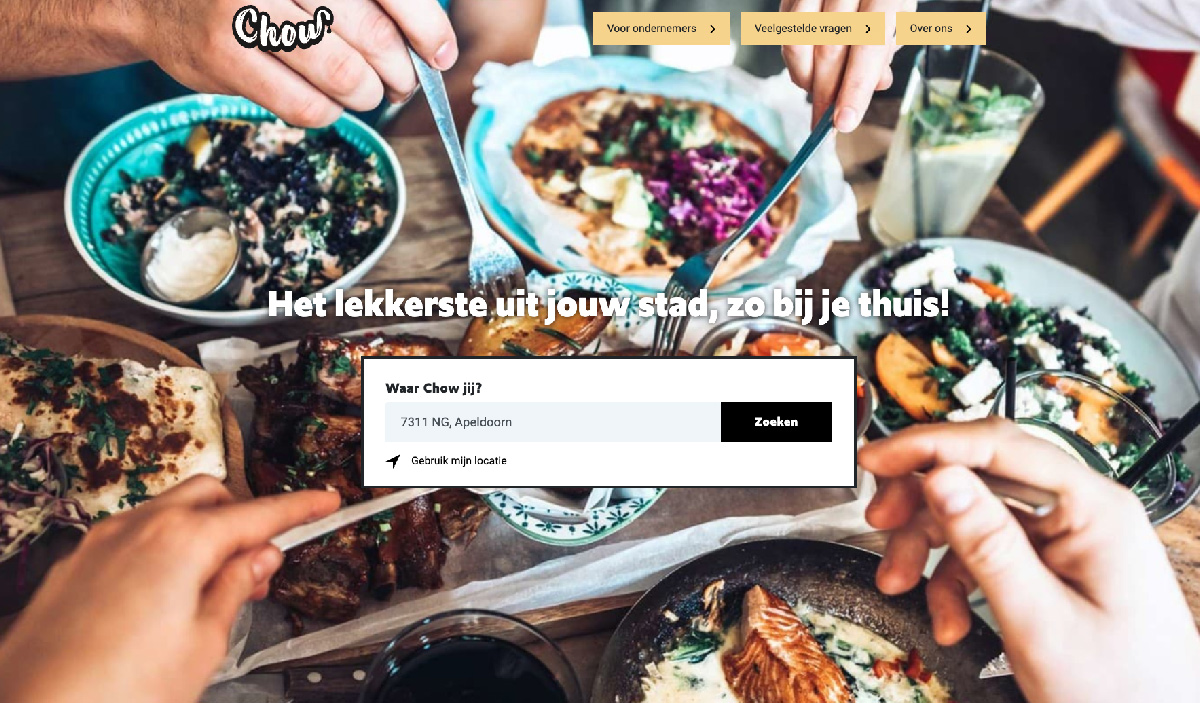 Chow
Voor ondernemers
Veelgestelde vragen
Over ons
Het lekkerste uit jouw stad, zo bij je thuis!
Waar Chow jij?
7311 NG, Apeldoorn
Zoeken
Gebruik mijn locatie